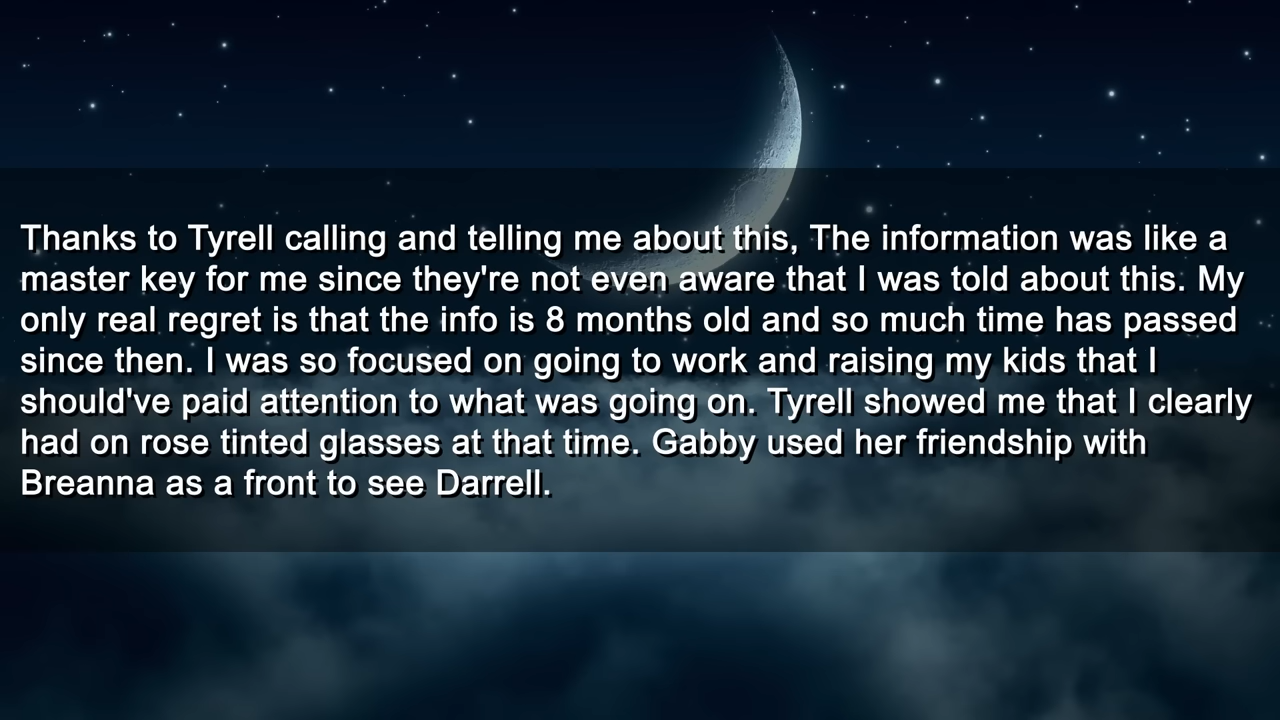 Thanks to Tyrell calling and telling me about this, The information was like a
master key for me since they're not even aware that I was told about this. My
only real regret is that the info is 8 months old and so much time has passed
since then. I was so focused on going to work and raising my kids that I
should've paid attention to what was going on. Tyrell showed me that I clearly
had on rose tinted glasses at that time. Gabby used her friendship with
Breanna as a front to see Darrell.